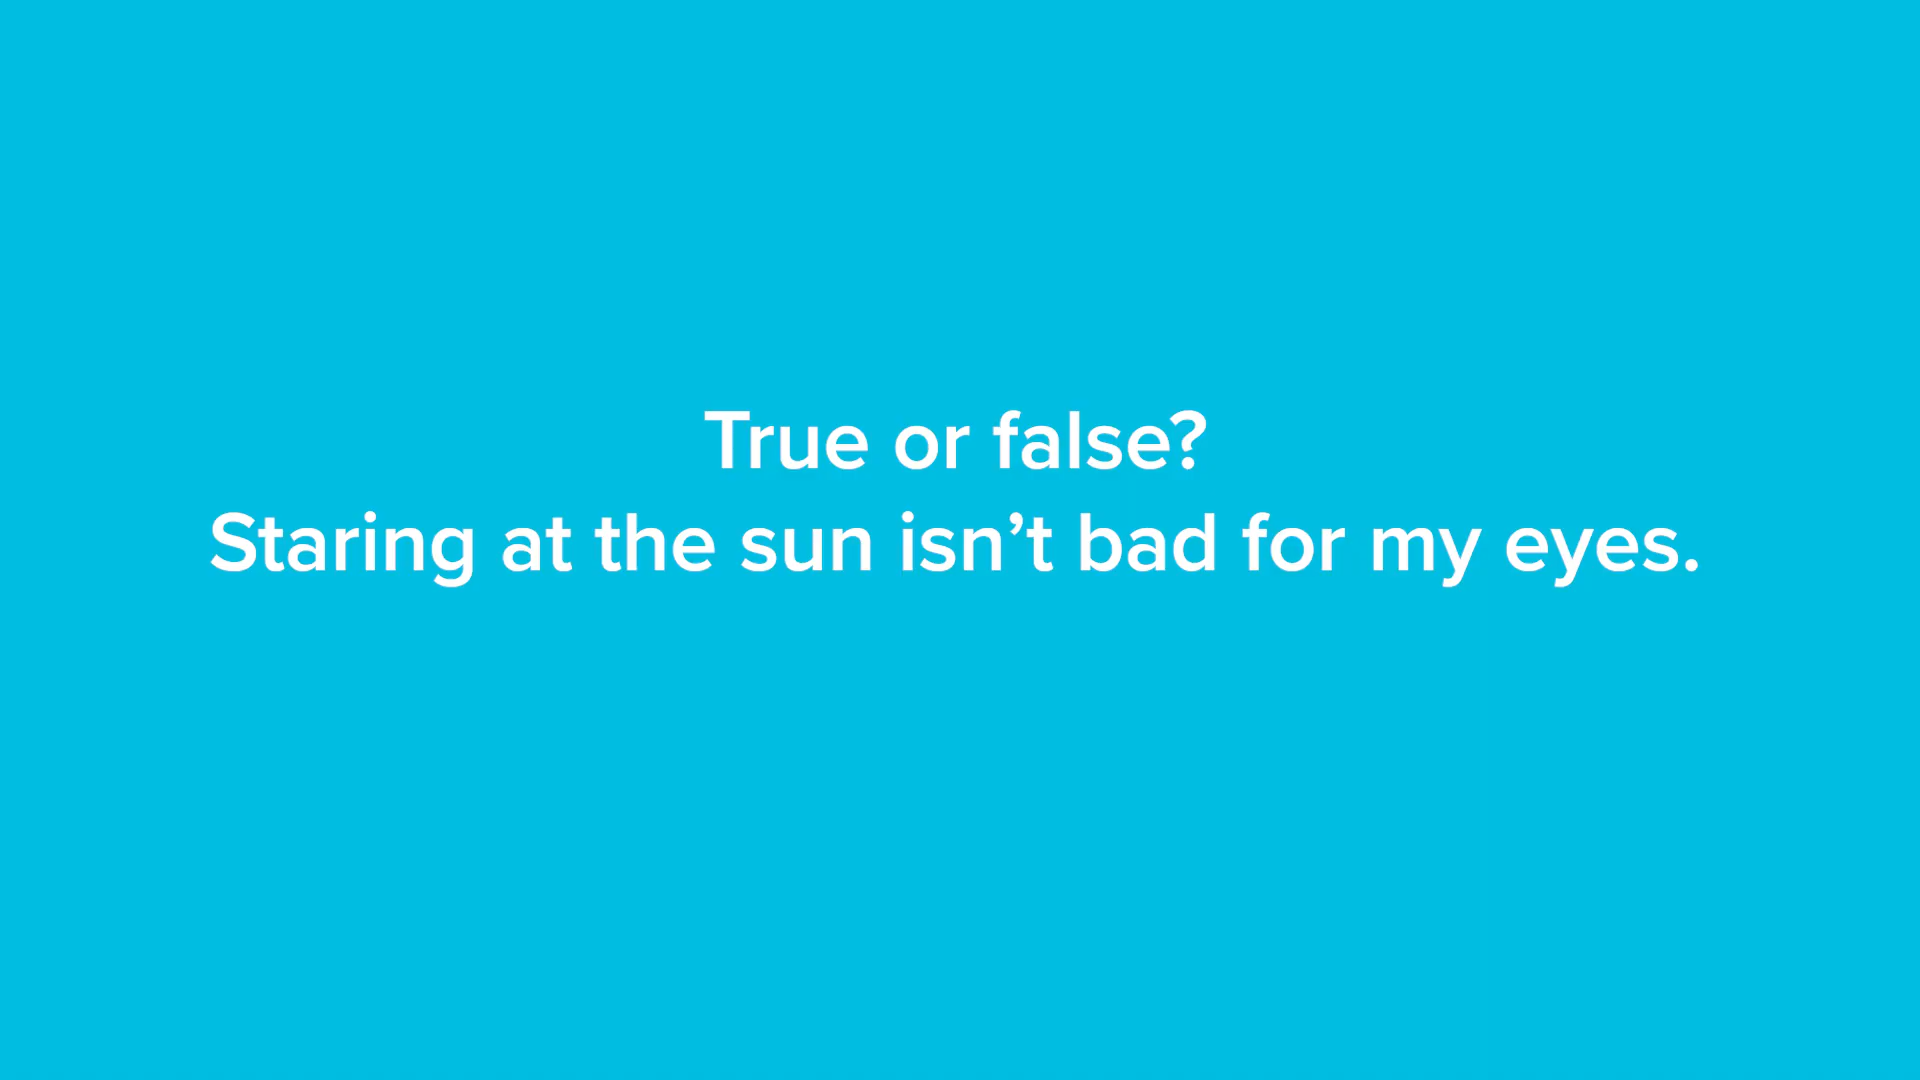 True or false?
Staring at the sun isn’t bad for my eyes.